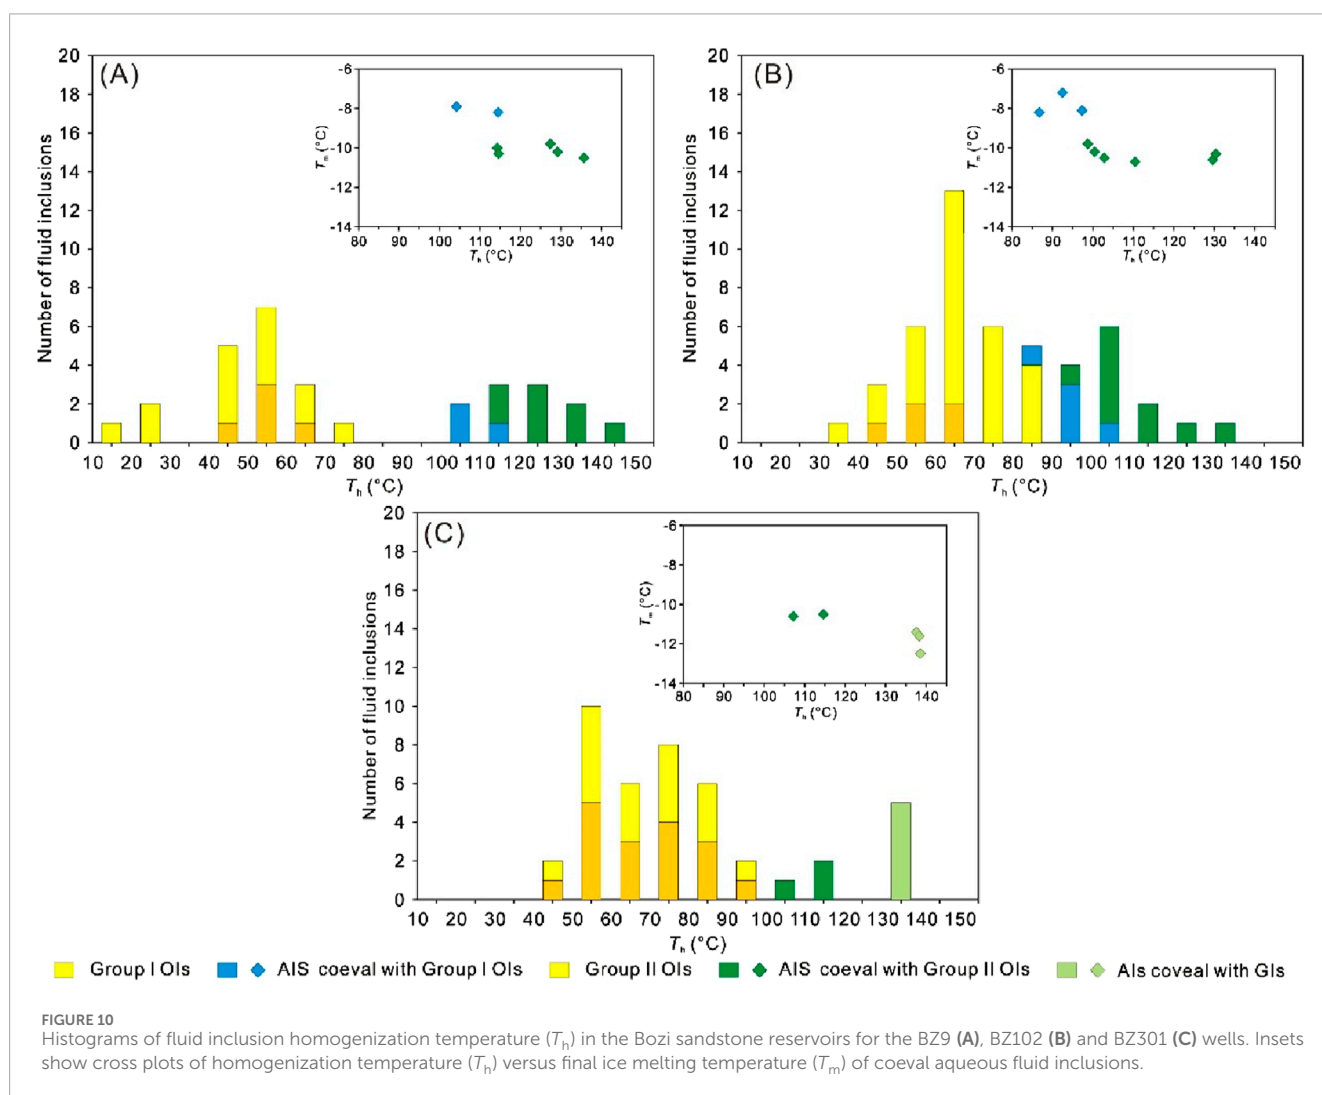 (A)
20
18
16
14
12
10
8
6
4
2
0
Number of fluid inclusions
10 20 30 40 50 60 70 80 90 100 110 120 130 140 150
Th (°C)
-6
-8
-10
-12
-14
Tm (°C)
80 90 100 110 120 130 140
Th (°C)
(B)
20
18
16
14
12
10
8
6
4
2
0
Number of fluid inclusions
10 20 30 40 50 60 70 80 90 100 110 120 130 140 150
Th (°C)
-6
-8
-10
-12
-14
Tm (°C)
80 90 100 110 120 130 140
Th (°C)
(C)
20
18
16
14
12
10
8
6
4
2
0
Number of fluid inclusions
10 20 30 40 50 60 70 80 90 100 110 120 130 140 150
Th (°C)
-6
-8
-10
-12
-14
Tm (°C)
80 90 100 110 120 130 140
Th (°C)
Group I OIs AIS coeval with Group I OIs Group II OIs AIS coeval with Group II OIs AIs coveal with GIs
FIGURE 10
Histograms of fluid inclusion homogenization temperature (Th) in the Bozi sandstone reservoirs for the BZ9 (A), BZ102 (B) and BZ301 (C) wells. Insets
show cross plots of homogenization temperature (Th) versus final ice melting temperature (Tm) of coeval aqueous fluid inclusions.